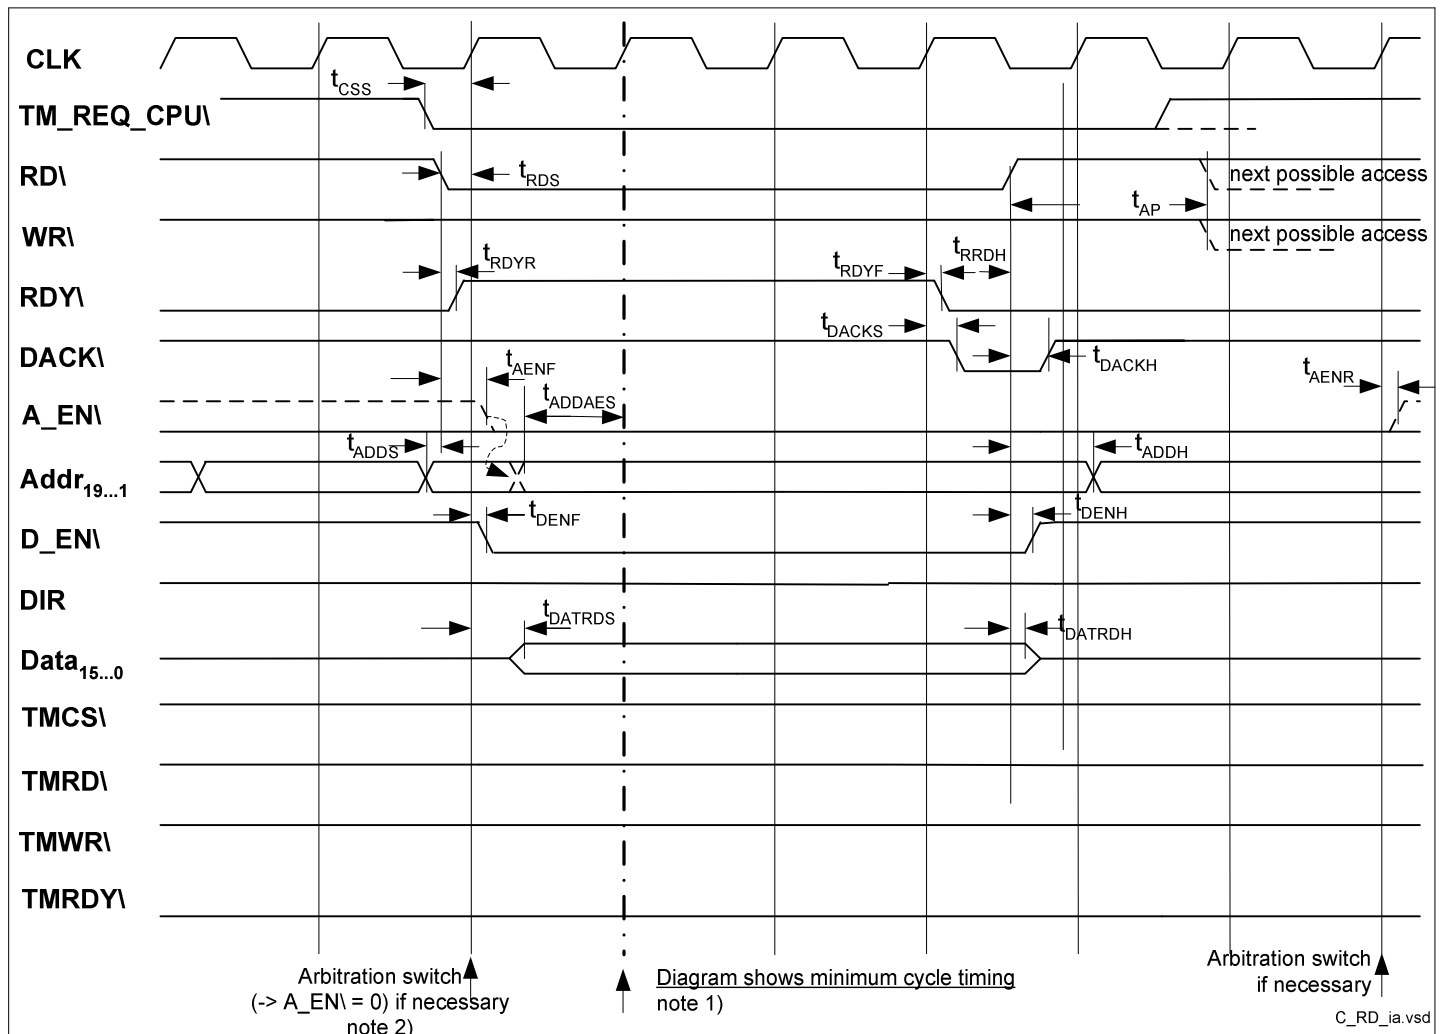 CLK
tCSS
TM_REQ_CPU\
RD\
tRDS
next possible access
tAP
WR\
next possible access
tRDYR
tRDYF
tRRDH
RDY\
tDACKS
DACK\
tAENF
tDACKH
tAENR
tADDAES
A_EN\
tADDS
tADDH
Addr19...1
tDENF
tDENH
D_EN\
DIR
tDATRDS
tDATRDH
Data15...0
TMCS\
TMRD\
TMWR\
TMRDY\
Arbitration switch
(-> A_EN\ = 0) if necessary
note 2)
Diagram shows minimum cycle timing
note 1)
Arbitration switch
if necessary
C_RD_ia.vsd